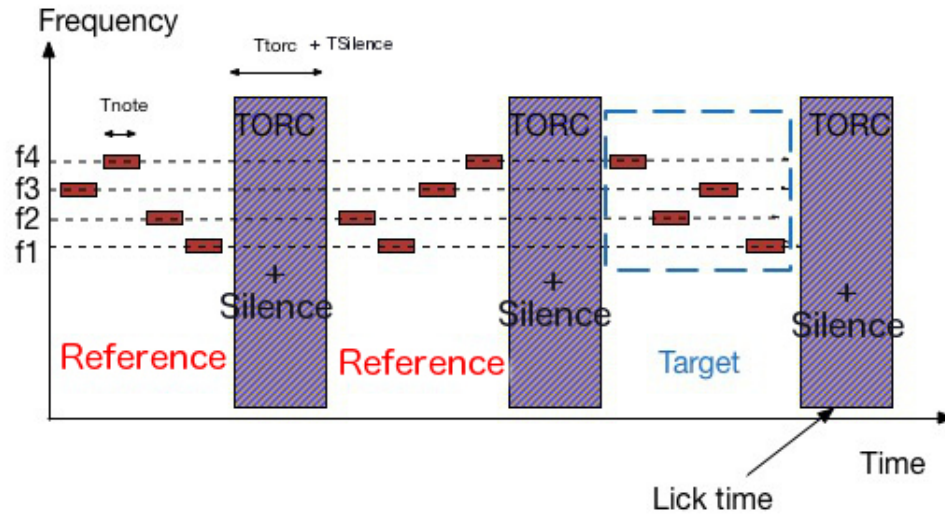 Frequency
Ttorc + TSilence
Tnote
TORC
TORC
TORC
f4
f3
f2
f1
+
Silence
+
Silence
+
Silence
Reference
Reference
Target
Time
Lick time